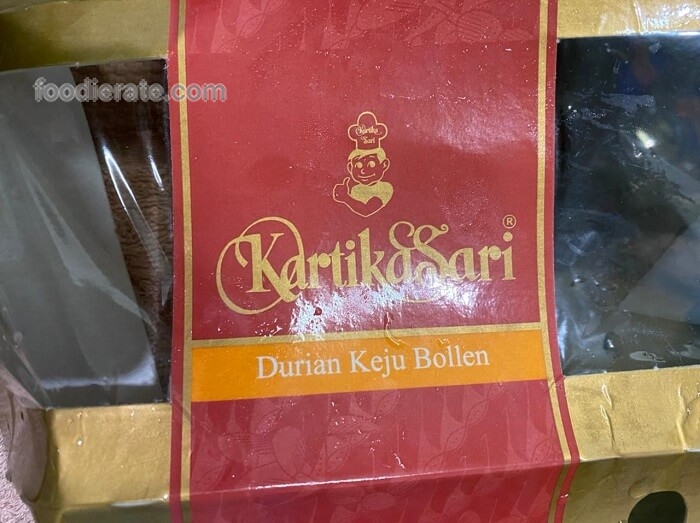 foodierate.com
Kartika
Sari
KartikaSari®
Durian Keju Bollen